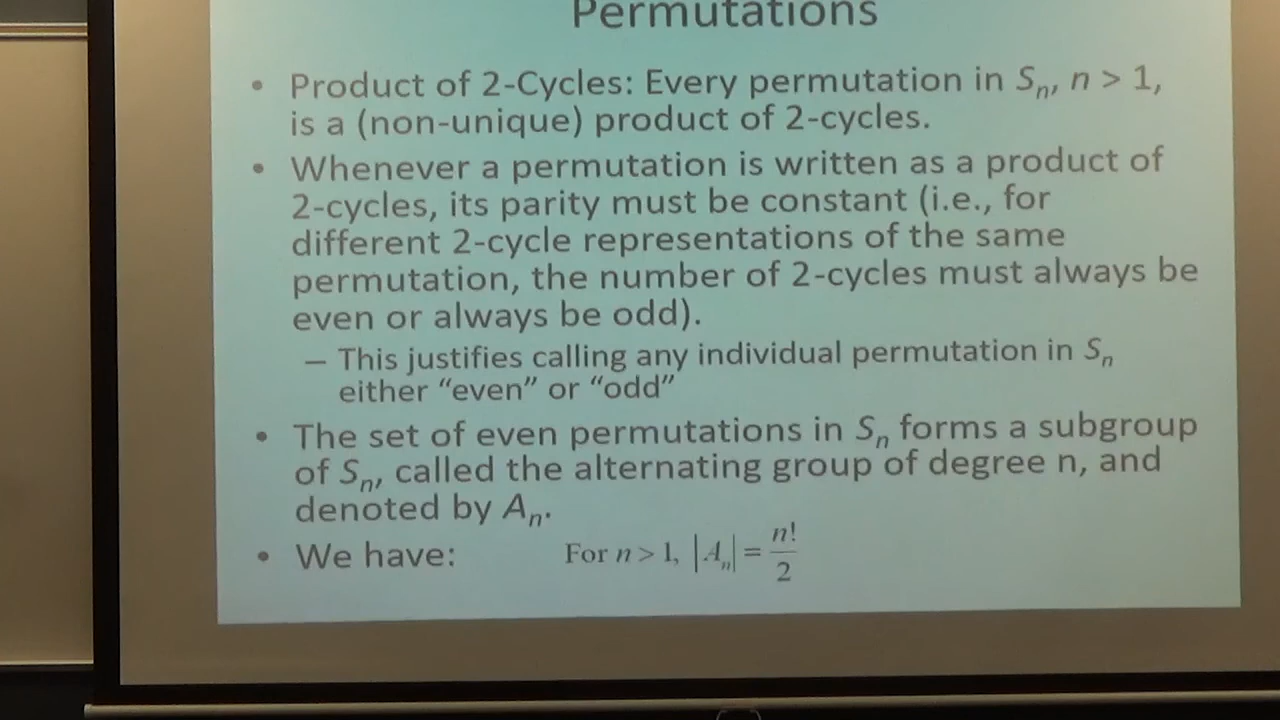 Permutations
• Product of 2-Cycles: Every permutation in Sₙ, n > 1,
is a (non-unique) product of 2-cycles.
• Whenever a permutation is written as a product of
2-cycles, its parity must be constant (i.e., for
different 2-cycle representations of the same
permutation, the number of 2-cycles must always be
even or always be odd).
– This justifies calling any individual permutation in Sₙ
either “even” or “odd”
• The set of even permutations in Sₙ forms a subgroup
of Sₙ, called the alternating group of degree n, and
denoted by Aₙ.
• We have: For n > 1, |Aₙ| = n!/2